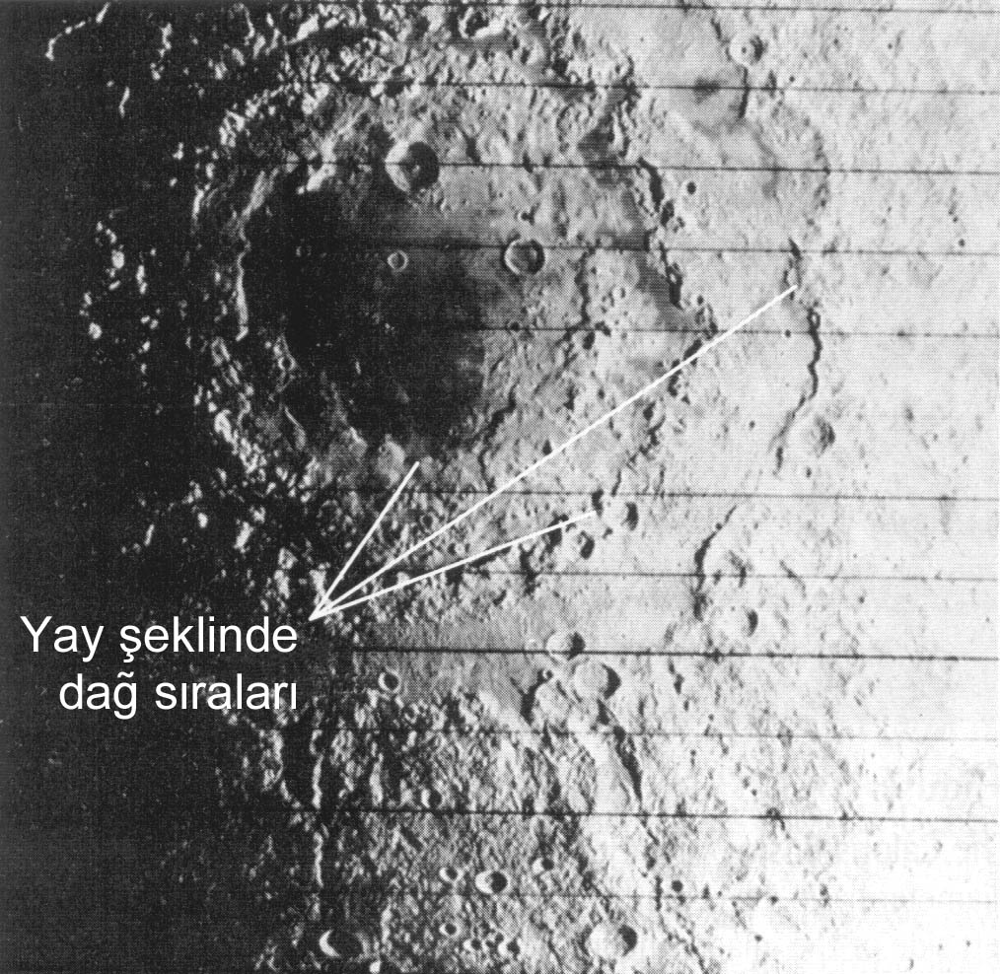 Yay şeklinde
dağ sıraları